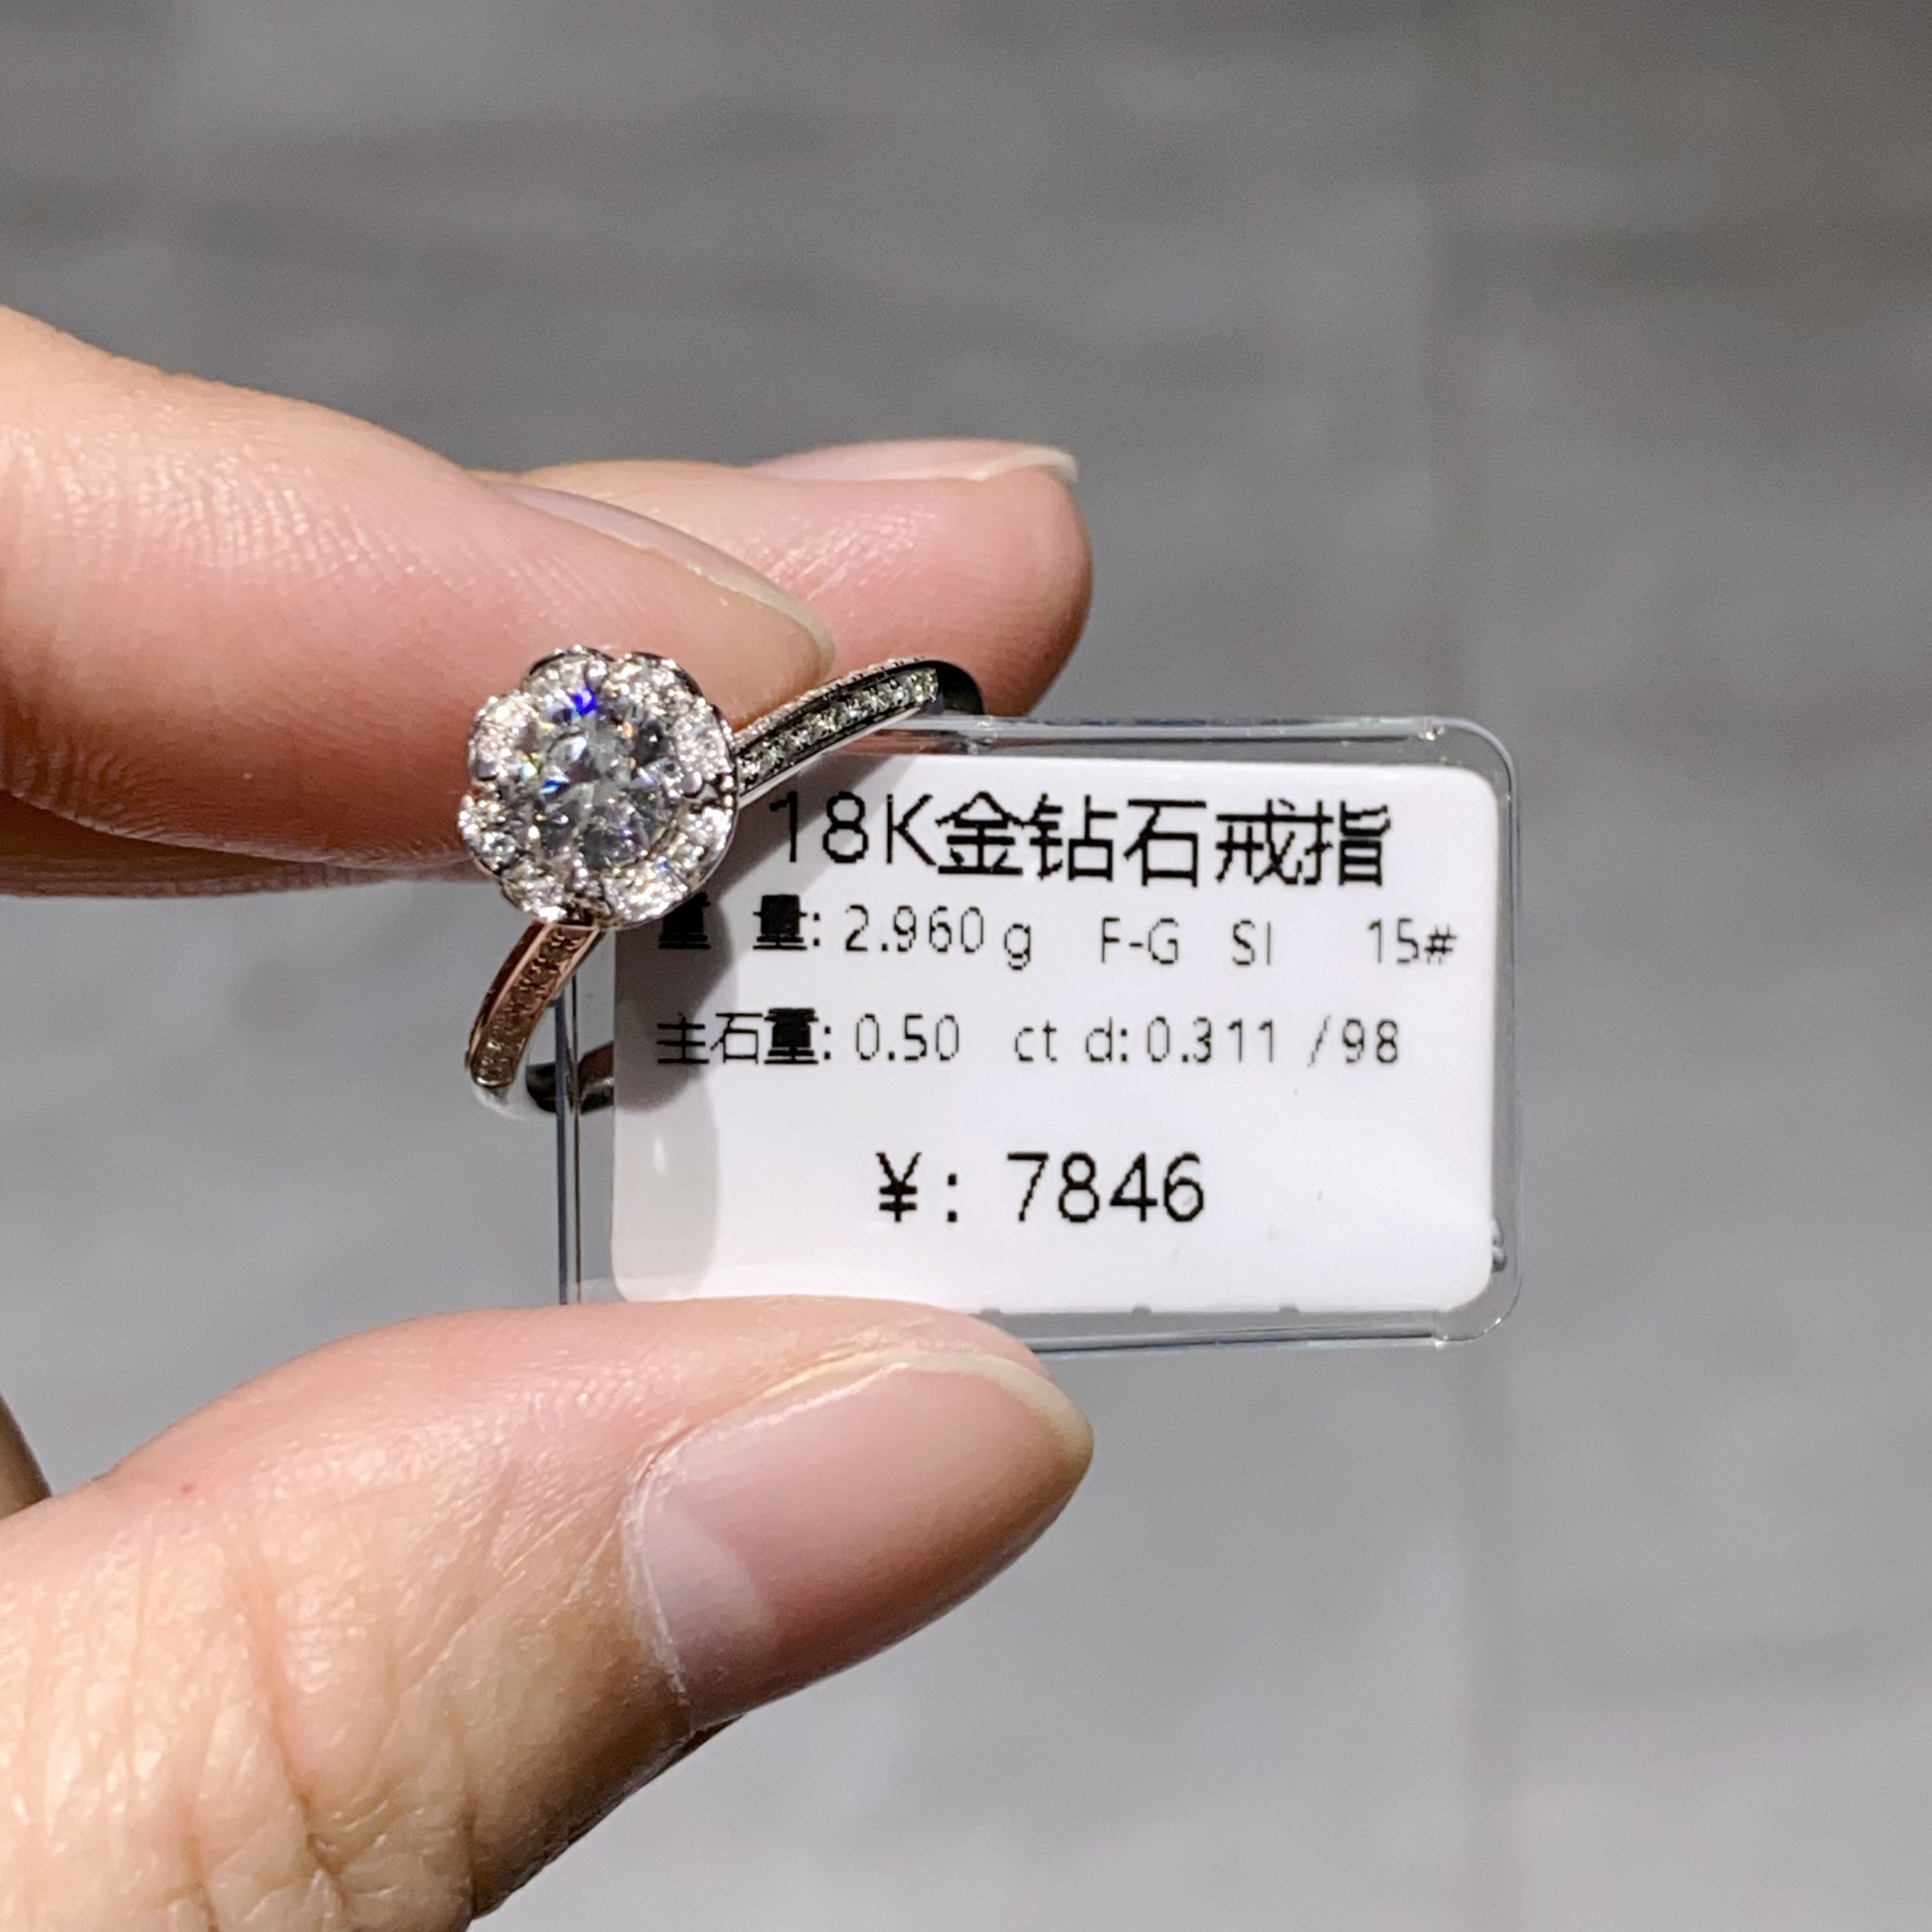 18K金钻石戒指
重 量: 2.960 g F-G SI 15#
主石重: 0.50 ct d: 0.311 /98
¥: 7846